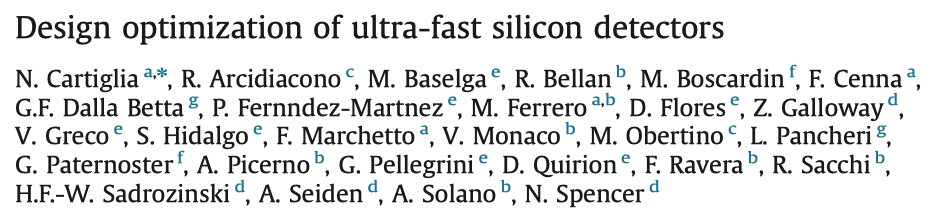 Design optimization of ultra-fast silicon detectors
N. Cartiglia a,*, R. Arcidiacono c, M. Baselga e, R. Bellan b, M. Boscardin f, F. Cenna a,
G.F. Dalla Betta g, P. Fernndez-Martnez e, M. Ferrero a,b, D. Flores e, Z. Galloway d,
V. Greco e, S. Hidalgo e, F. Marchetto a, V. Monaco b, M. Obertino c, L. Pancheri g,
G. Paternoster f, A. Picerno b, G. Pellegrini e, D. Quirion e, F. Ravera b, R. Sacchi b,
H.F.-W. Sadrozinski d, A. Seiden d, A. Solano b, N. Spencer d